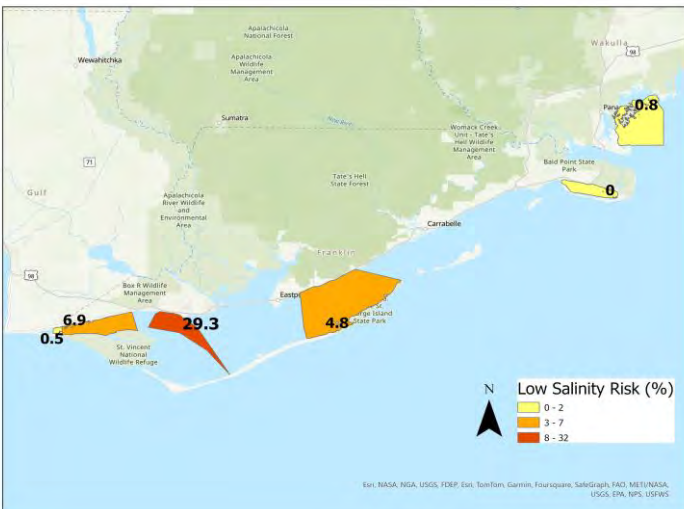 Apalachicola
National Forest
Wakulla
98
Wewahitchka
Apalachicola
Wildlife
Management
Area
0.8
Sumatra
Womack Creek
Unit - Tate's
Hell Wildlife
Management
Area
Bald Point State
Park
71
Tate's Hell
State Forest
0
Gulf
Apalachicola
River Wildlife
and
Environmental
Area
Carrabelle
Franklin
98
Box R Wildlife
Management
Area
6.9
29.3
4.8
State Park
0.5
St. Vincent
National
Wildlife Refuge
N
Low Salinity Risk (%)
0 - 2
3 - 7
8 - 32
Esri, NASA, NGA, USGS, FDEP, Esri, TomTom, Garmin, Foursquare, SafeGraph, FAO, METI/NASA,
USGS, EPA, NPS, USFWS